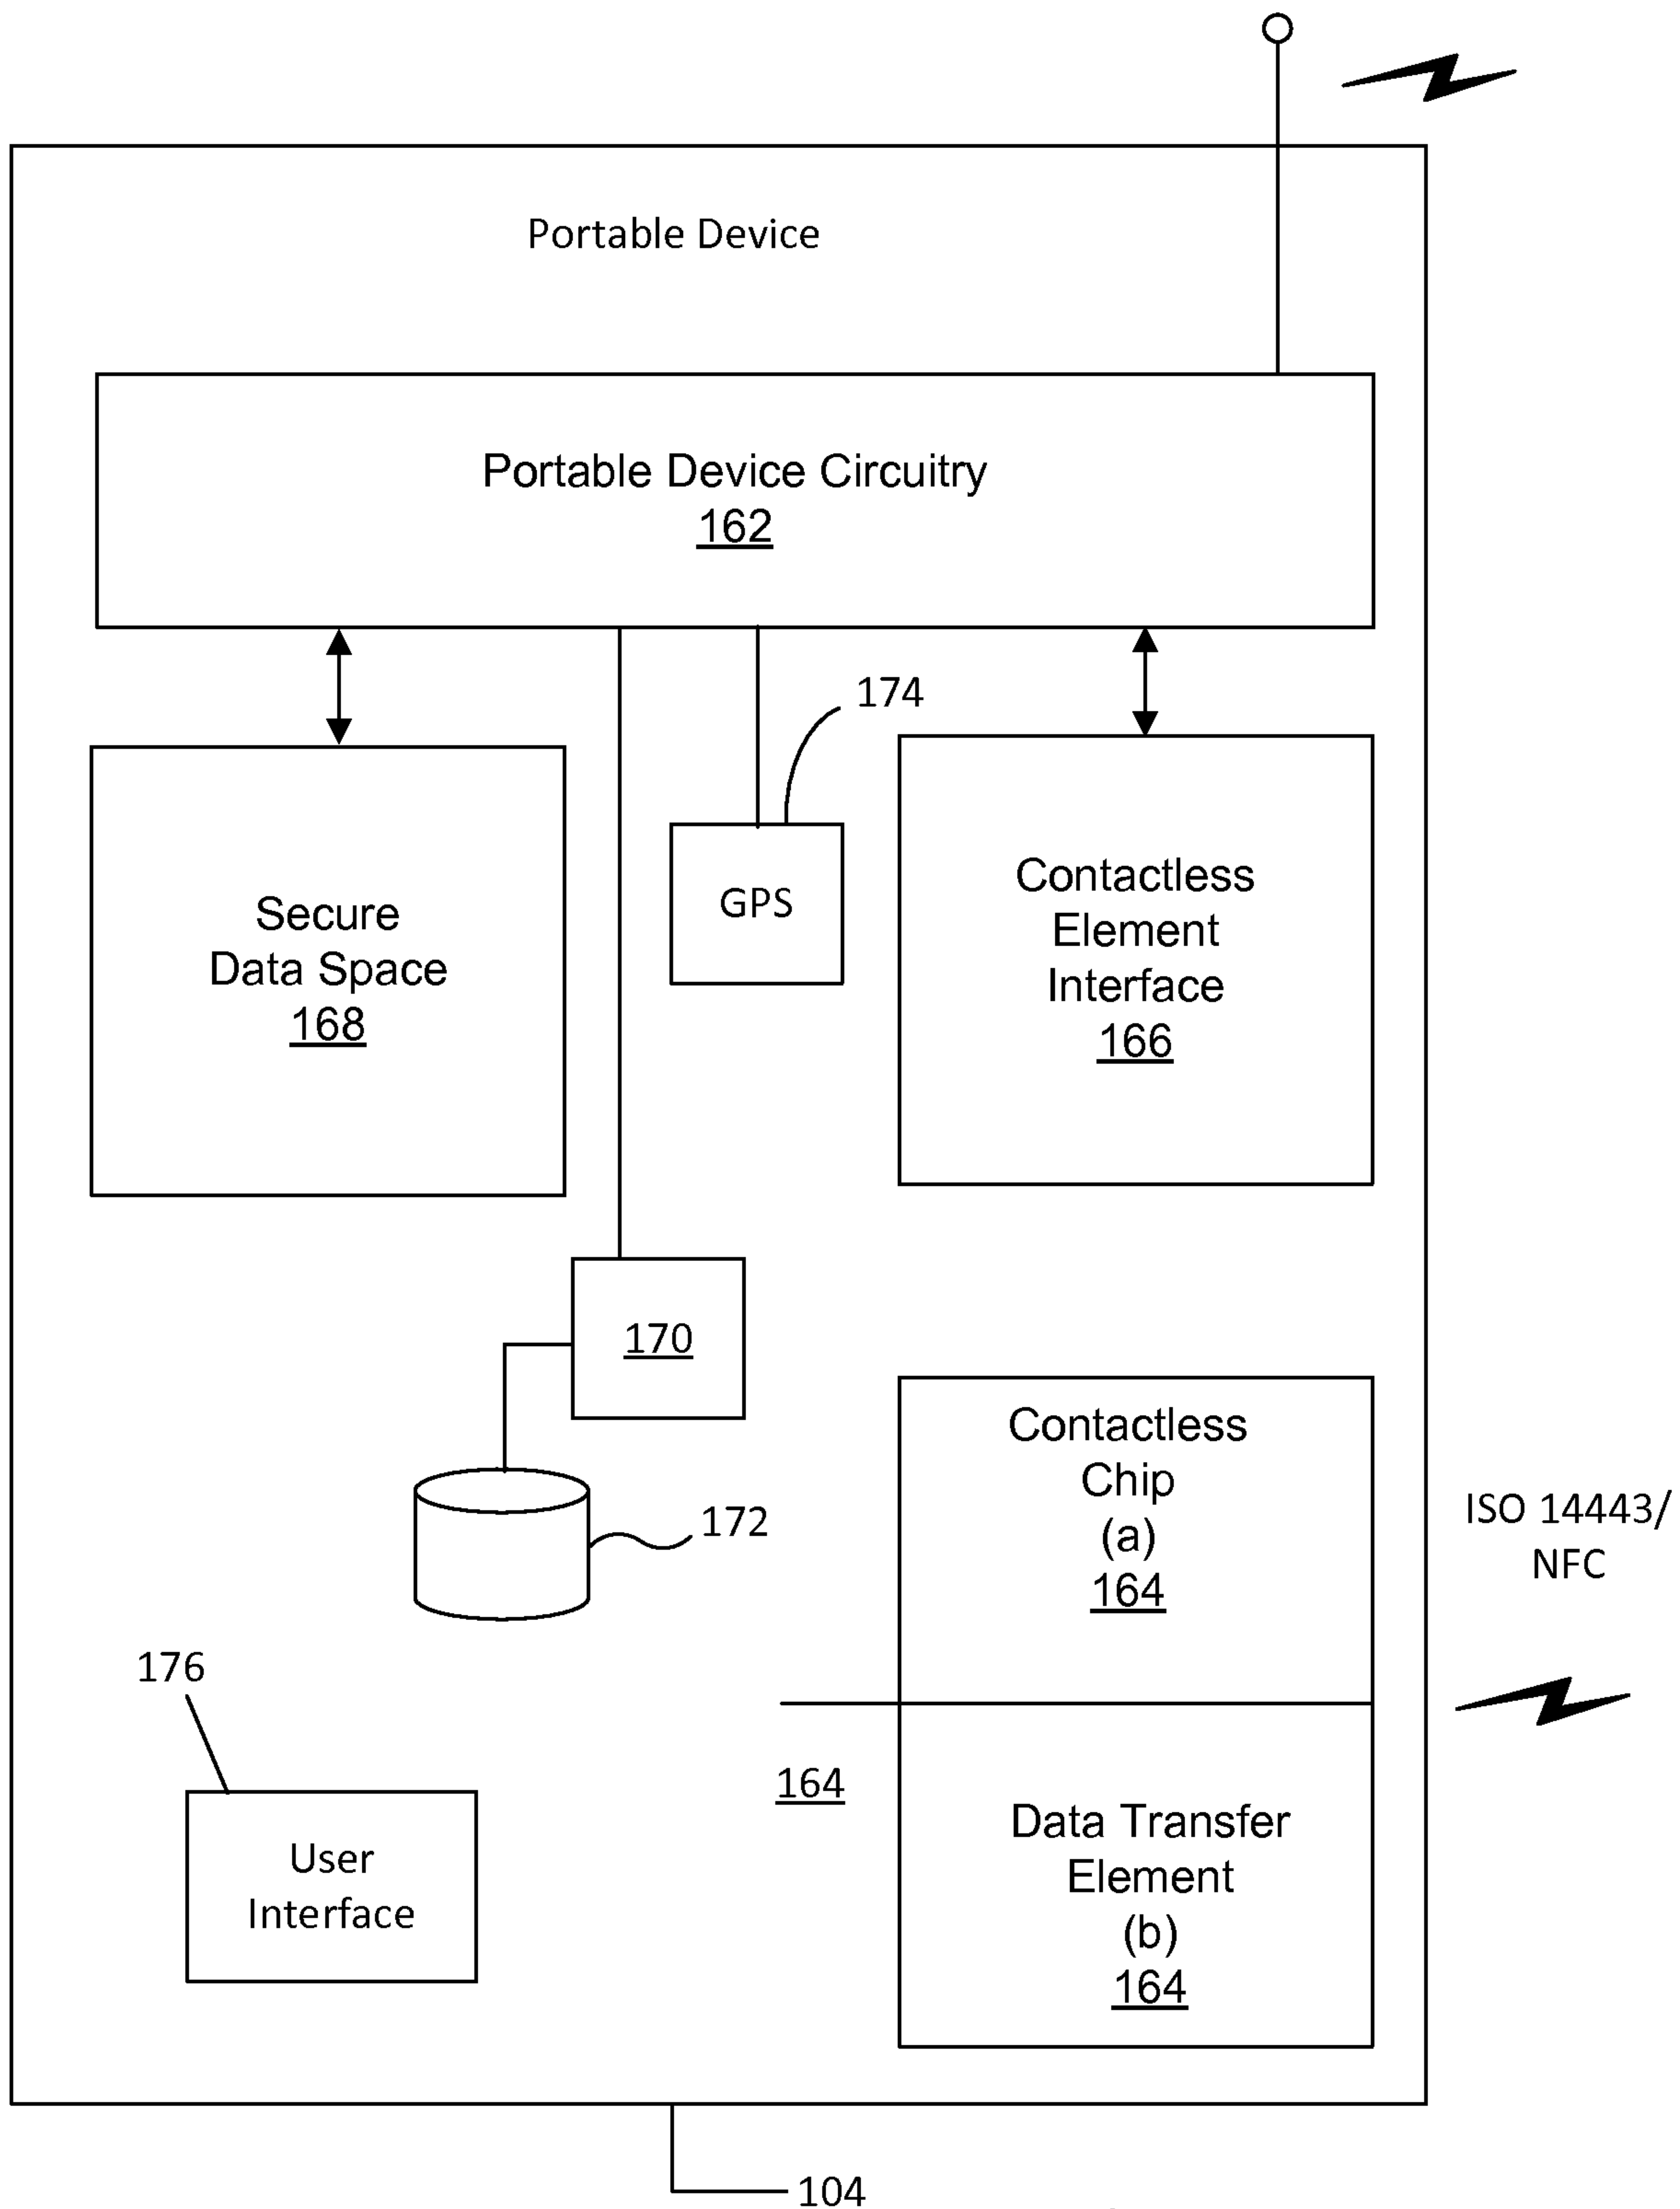 Portable Device
Portable Device Circuitry
162
174
GPS
Secure
Data Space
168
Contactless
Element
Interface
166
170
172
Contactless
Chip
(a)
164
ISO 14443/
NFC
176
164
User
Interface
Data Transfer
Element
(b)
164
104